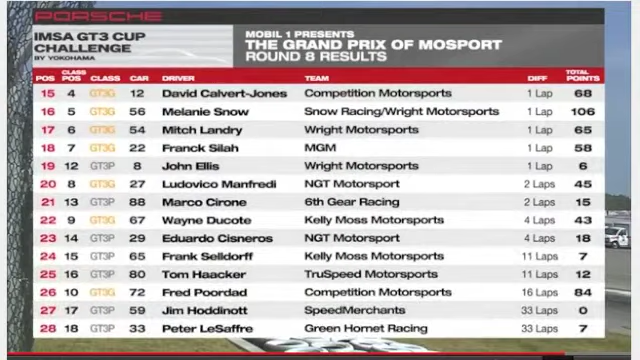 PORSCHE
IMSA GT3 CUP
CHALLENGE
BY YOKOHAMA
MOBIL 1 PRESENTS
THE GRAND PRIX OF MOSPORT
ROUND 8 RESULTS
POS CLASS POS CLASS CAR DRIVER TEAM DIFF TOTAL POINTS
15 4 GT3G 12 David Calvert-Jones Competition Motorsports 1 Lap 68
16 5 GT3G 56 Melanie Snow Snow Racing/Wright Motorsports 1 Lap 106
17 6 GT3G 54 Mitch Landry Wright Motorsports 1 Lap 65
18 7 GT3G 22 Franck Silah MGM 1 Lap 58
19 12 GT3P 8 John Ellis Wright Motorsports 1 Lap 6
20 8 GT3G 27 Ludovico Manfredi NGT Motorsport 2 Laps 45
21 13 GT3P 88 Marco Cirone 6th Gear Racing 2 Laps 15
22 9 GT3G 67 Wayne Ducote Kelly Moss Motorsports 4 Laps 43
23 14 GT3P 29 Eduardo Cisneros NGT Motorsport 4 Laps 18
24 15 GT3P 65 Frank Selldorff Kelly Moss Motorsports 11 Laps 7
25 16 GT3P 80 Tom Haacker TruSpeed Motorsports 11 Laps 12
26 10 GT3G 72 Fred Poordad Competition Motorsports 16 Laps 84
27 17 GT3P 59 Jim Hoddinott SpeedMerchants 33 Laps 0
28 18 GT3P 33 Peter LeSaffre Green Hornet Racing 33 Laps 7